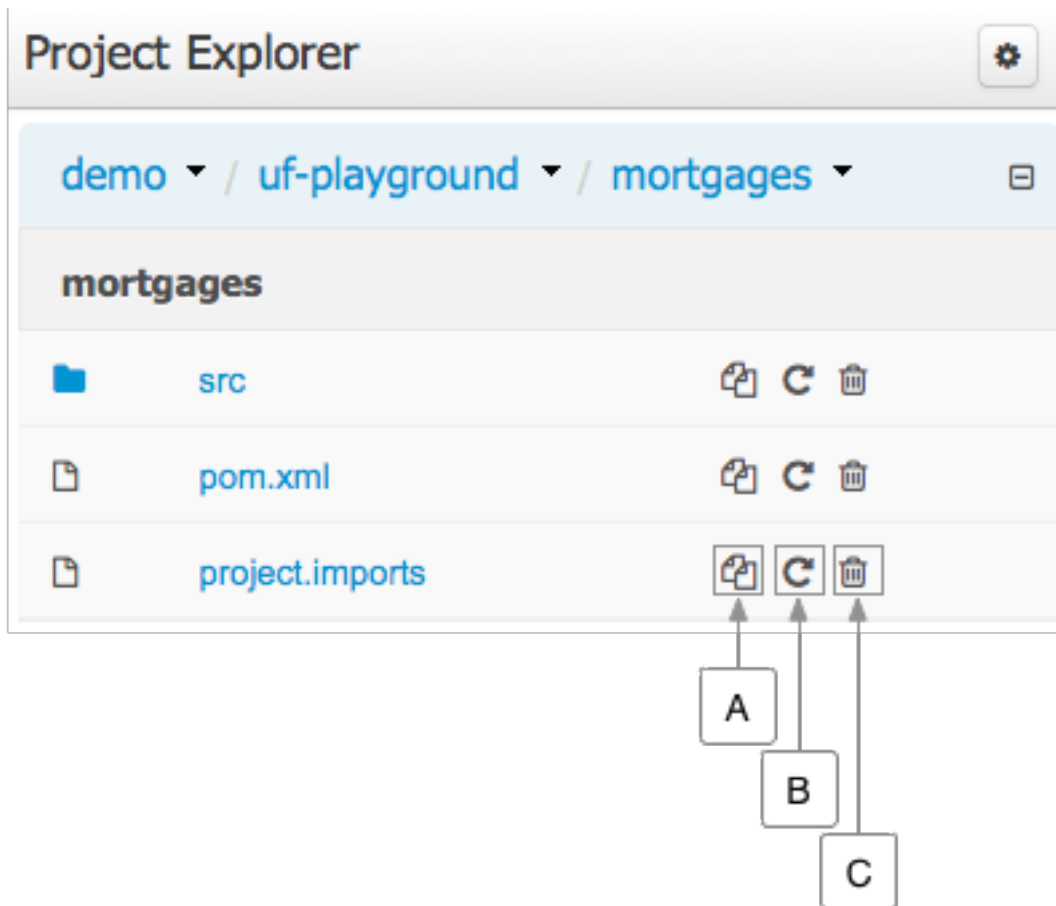 Project Explorer
demo / uf-playground / mortgages
mortgages
src
pom.xml
project.imports
A
B
C